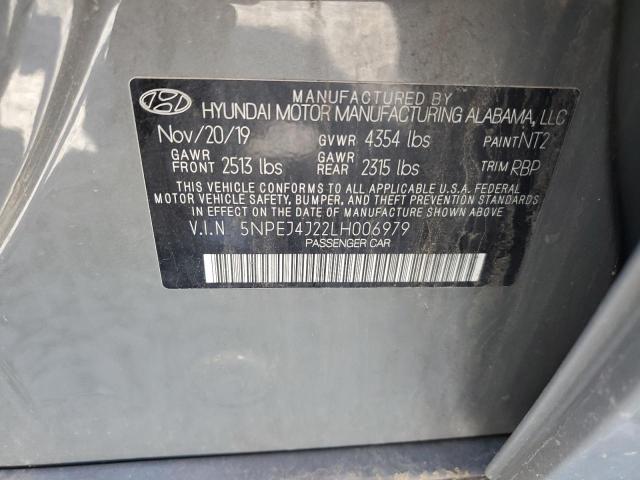 MANUFACTURED BY
HYUNDAI MOTOR MANUFACTURING ALABAMA, LLC
Nov/20/19 GVWR 4354 lbs PAINT NT2
GAWR FRONT 2513 lbs GAWR REAR 2315 lbs TRIM RBP
THIS VEHICLE CONFORMS TO ALL APPLICABLE U.S.A. FEDERAL
MOTOR VEHICLE SAFETY, BUMPER, AND THEFT PREVENTION STANDARDS
IN EFFECT ON THE DATE OF MANUFACTURE SHOWN ABOVE.
V.I.N 5NPEJ4J22LH006979
PASSENGER CAR